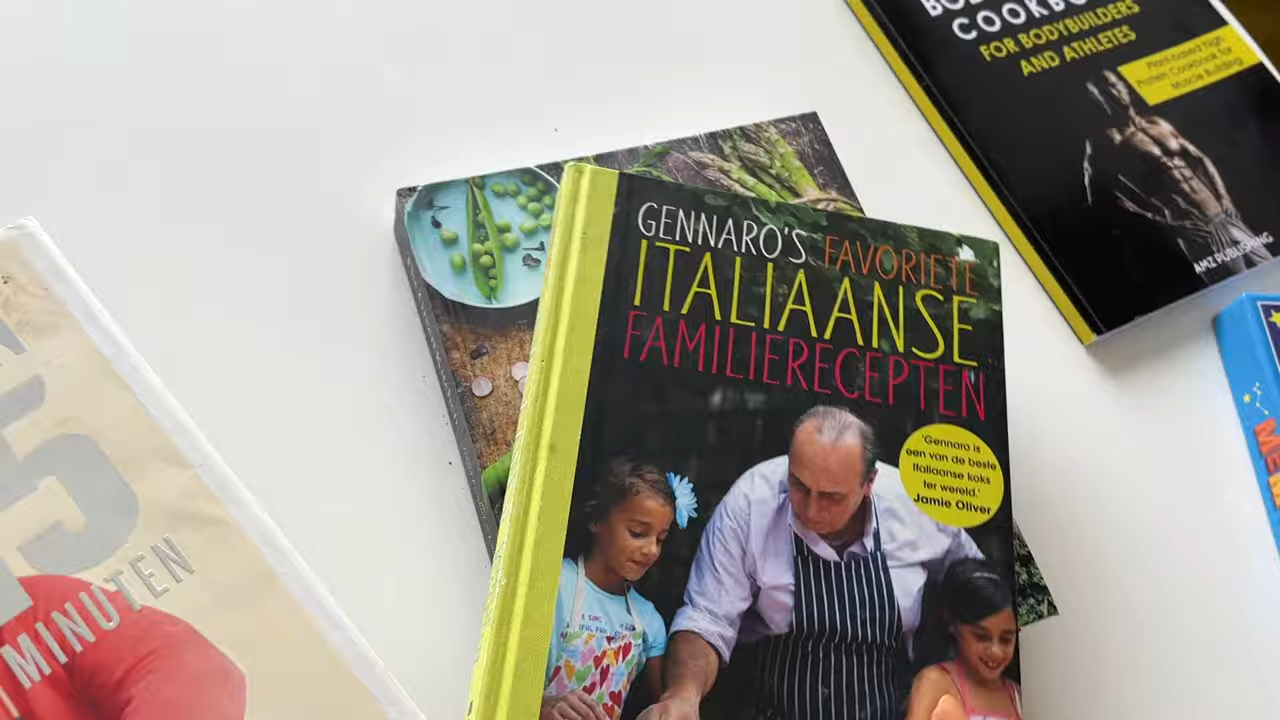 GENNARO'S FAVORIETE
ITALIAANSE
FAMILIERECEPTEN
'Gennaro is
een van de beste
Italiaanse koks
ter wereld.'
Jamie Oliver
COOKBO
FOR BODYBUILDERS
AND ATHLETES
Plant-based high
Protein Cookbook for
Muscle Building
AMZ PUBLISHING
5
MINUTEN